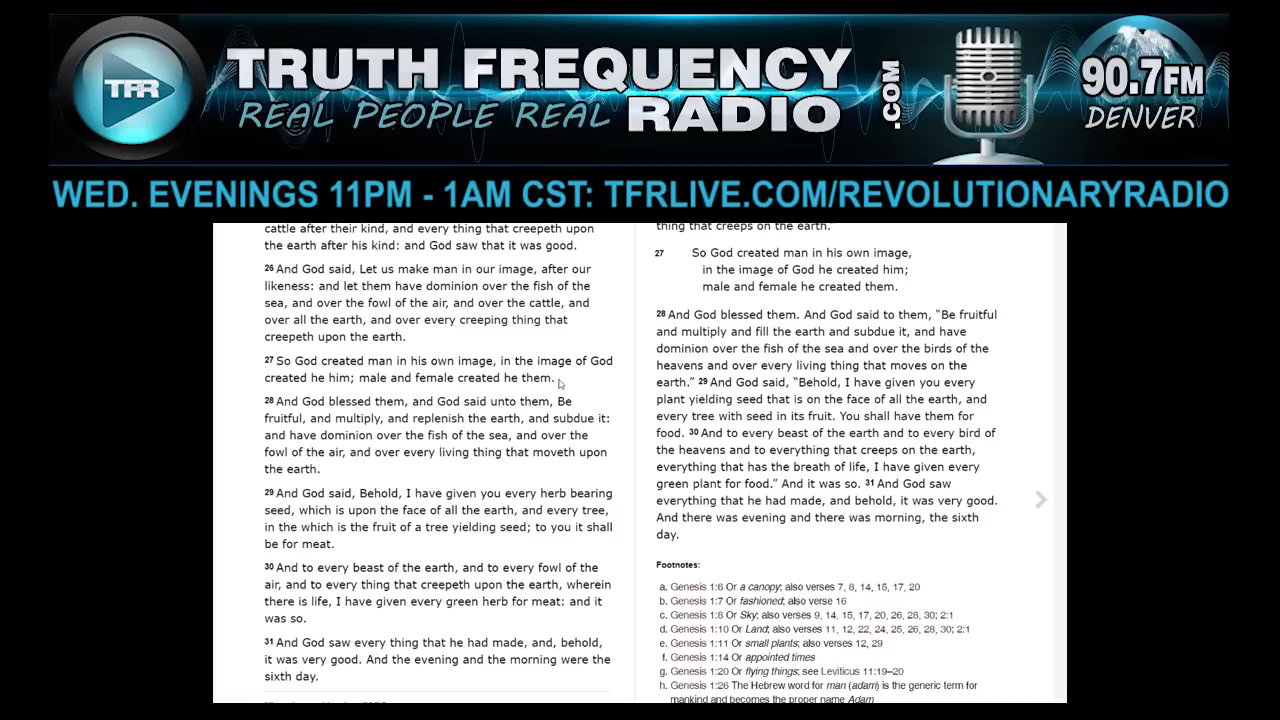 TFR
TRUTH FREQUENCY
REAL PEOPLE REAL RADIO
.COM
90.7FM
DENVER
WED. EVENINGS 11PM - 1AM CST: TFRLIVE.COM/REVOLUTIONARYRADIO
cattle after their kind, and every thing that creepeth upon
the earth after his kind: and God saw that it was good.
26 And God said, Let us make man in our image, after our
likeness: and let them have dominion over the fish of the
sea, and over the fowl of the air, and over the cattle, and
over all the earth, and over every creeping thing that
creepeth upon the earth.
27 So God created man in his own image, in the image of God
created he him; male and female created he them.
28 And God blessed them, and God said unto them, Be
fruitful, and multiply, and replenish the earth, and subdue it:
and have dominion over the fish of the sea, and over the
fowl of the air, and over every living thing that moveth upon
the earth.
29 And God said, Behold, I have given you every herb bearing
seed, which is upon the face of all the earth, and every tree,
in the which is the fruit of a tree yielding seed; to you it shall
be for meat.
30 And to every beast of the earth, and to every fowl of the
air, and to every thing that creepeth upon the earth, wherein
there is life, I have given every green herb for meat: and it
was so.
31 And God saw every thing that he had made, and, behold,
it was very good. And the evening and the morning were the
sixth day.
thing that creeps on the earth.”
27 So God created man in his own image,
in the image of God he created him;
male and female he created them.
28 And God blessed them. And God said to them, “Be fruitful
and multiply and fill the earth and subdue it, and have
dominion over the fish of the sea and over the birds of the
heavens and over every living thing that moves on the
earth.” 29 And God said, “Behold, I have given you every
plant yielding seed that is on the face of all the earth, and
every tree with seed in its fruit. You shall have them for
food. 30 And to every beast of the earth and to every bird of
the heavens and to everything that creeps on the earth,
everything that has the breath of life, I have given every
green plant for food.” And it was so. 31 And God saw
everything that he had made, and behold, it was very good.
And there was evening and there was morning, the sixth
day.
Footnotes:
a. Genesis 1:6 Or a canopy; also verses 7, 8, 14, 15, 17, 20
b. Genesis 1:7 Or fashioned; also verse 16
c. Genesis 1:8 Or Sky; also verses 9, 14, 15, 17, 20, 26, 28, 30; 2:1
d. Genesis 1:10 Or Land; also verses 11, 12, 22, 24, 25, 26, 28, 30; 2:1
e. Genesis 1:11 Or small plants; also verses 12, 29
f. Genesis 1:14 Or appointed times
g. Genesis 1:20 Or flying things; see Leviticus 11:19–20
h. Genesis 1:26 The Hebrew word for man (adam) is the generic term for
mankind and becomes the proper name Adam